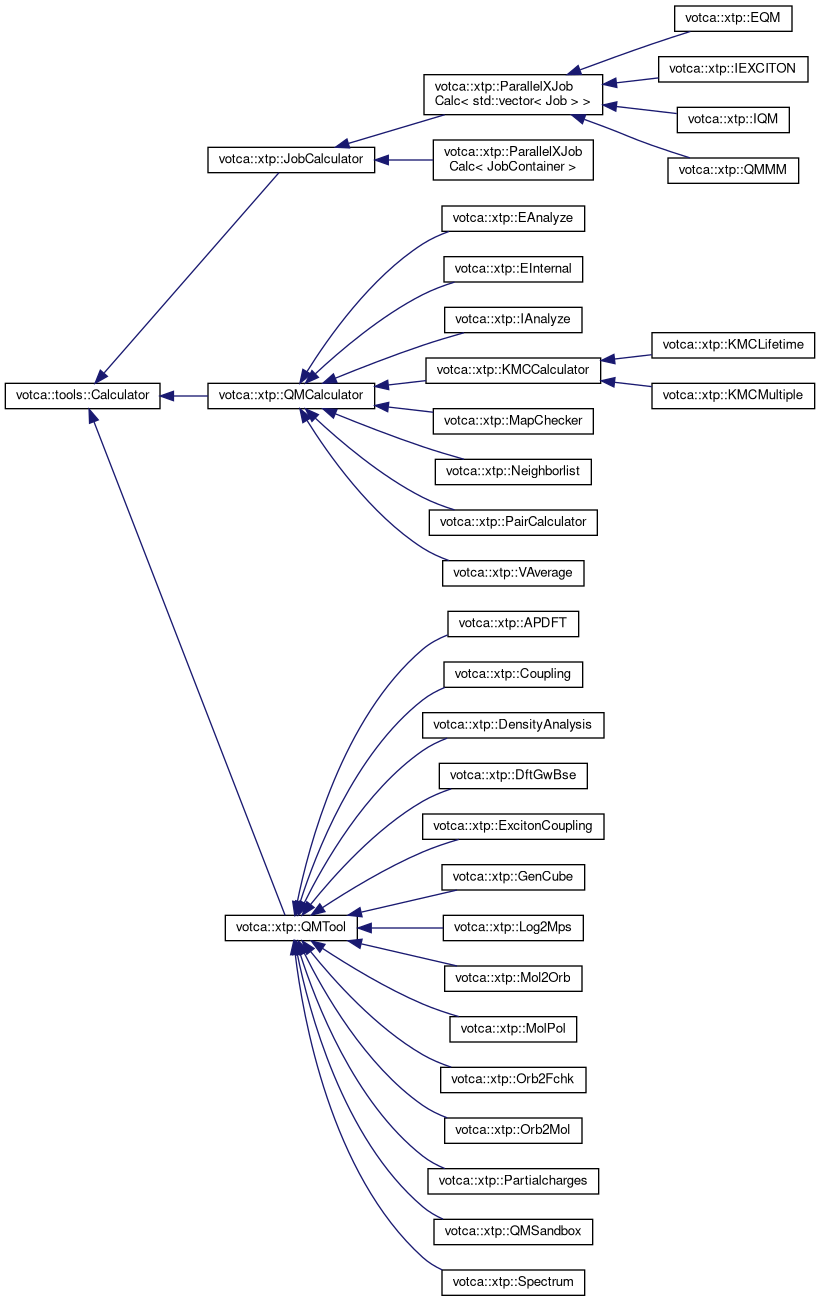 votca::xtp::EQM
votca::xtp::IEXCITON
votca::xtp::ParallelXJob
Calc< std::vector< Job > >
votca::xtp::IQM
votca::xtp::QMMM
votca::xtp::JobCalculator
votca::xtp::ParallelXJob
Calc< JobContainer >
votca::xtp::EAnalyze
votca::xtp::EInternal
votca::xtp::IAnalyze
votca::xtp::KMCLifetime
votca::xtp::KMCCalculator
votca::tools::Calculator
votca::xtp::QMCalculator
votca::xtp::KMCMultiple
votca::xtp::MapChecker
votca::xtp::Neighborlist
votca::xtp::PairCalculator
votca::xtp::VAverage
votca::xtp::APDFT
votca::xtp::Coupling
votca::xtp::DensityAnalysis
votca::xtp::DftGwBse
votca::xtp::ExcitonCoupling
votca::xtp::GenCube
votca::xtp::QMTool
votca::xtp::Log2Mps
votca::xtp::Mol2Orb
votca::xtp::MolPol
votca::xtp::Orb2Fchk
votca::xtp::Orb2Mol
votca::xtp::Partialcharges
votca::xtp::QMSandbox
votca::xtp::Spectrum